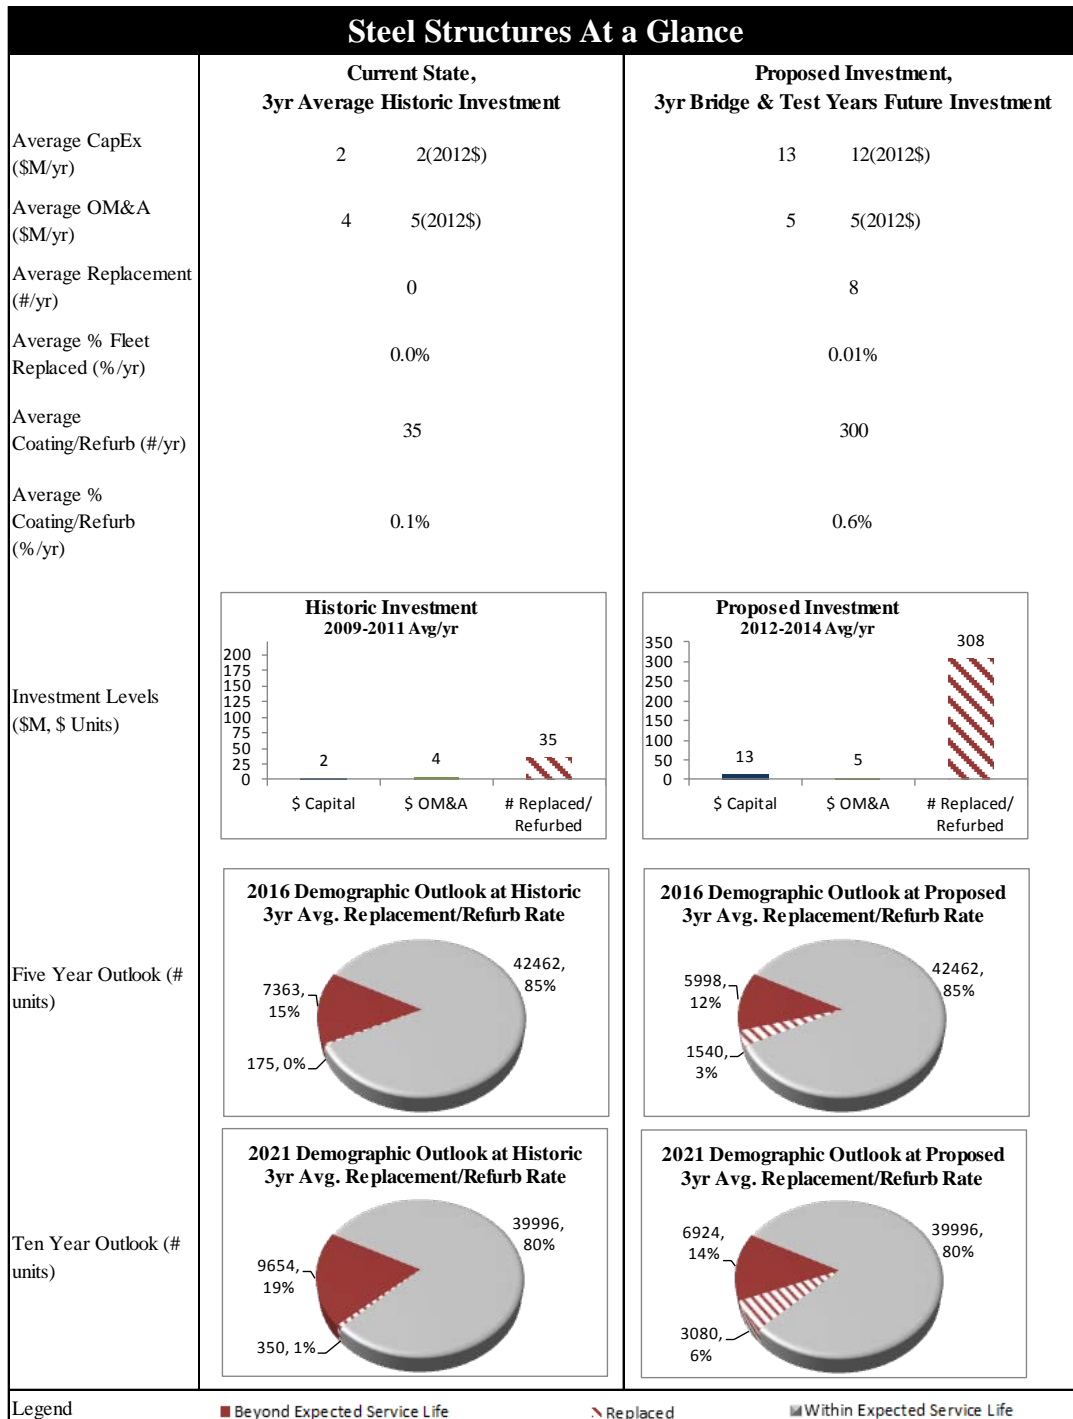 Steel Structures At a Glance
Current State,
3yr Average Historic Investment
Proposed Investment,
3yr Bridge & Test Years Future Investment
Average CapEx
($M/yr)
2 2(2012$)
13 12(2012$)
Average OM&A
($M/yr)
4 5(2012$)
5 5(2012$)
Average Replacement
(#/yr)
0
8
Average % Fleet
Replaced (%/yr)
0.0%
0.01%
Average
Coating/Refurb (#/yr)
35
300
Average %
Coating/Refurb
(%/yr)
0.1%
0.6%
Investment Levels
($M, $ Units)
Historic Investment
2009-2011 Avg/yr
200
175
150
125
100
75
50
25
0
2
4
35
$ Capital
$ OM&A
# Replaced/
Refurbed
Proposed Investment
2012-2014 Avg/yr
350
300
250
200
150
100
50
0
13
5
308
$ Capital
$ OM&A
# Replaced/
Refurbed
Five Year Outlook (#
units)
2016 Demographic Outlook at Historic
3yr Avg. Replacement/Refurb Rate
42462,
85%
7363,
15%
175, 0%
2016 Demographic Outlook at Proposed
3yr Avg. Replacement/Refurb Rate
42462,
85%
5998,
12%
1540,
3%
Ten Year Outlook (#
units)
2021 Demographic Outlook at Historic
3yr Avg. Replacement/Refurb Rate
39996,
80%
9654,
19%
350, 1%
2021 Demographic Outlook at Proposed
3yr Avg. Replacement/Refurb Rate
39996,
80%
6924,
14%
3080,
6%
Legend
Beyond Expected Service Life
Replaced
Within Expected Service Life